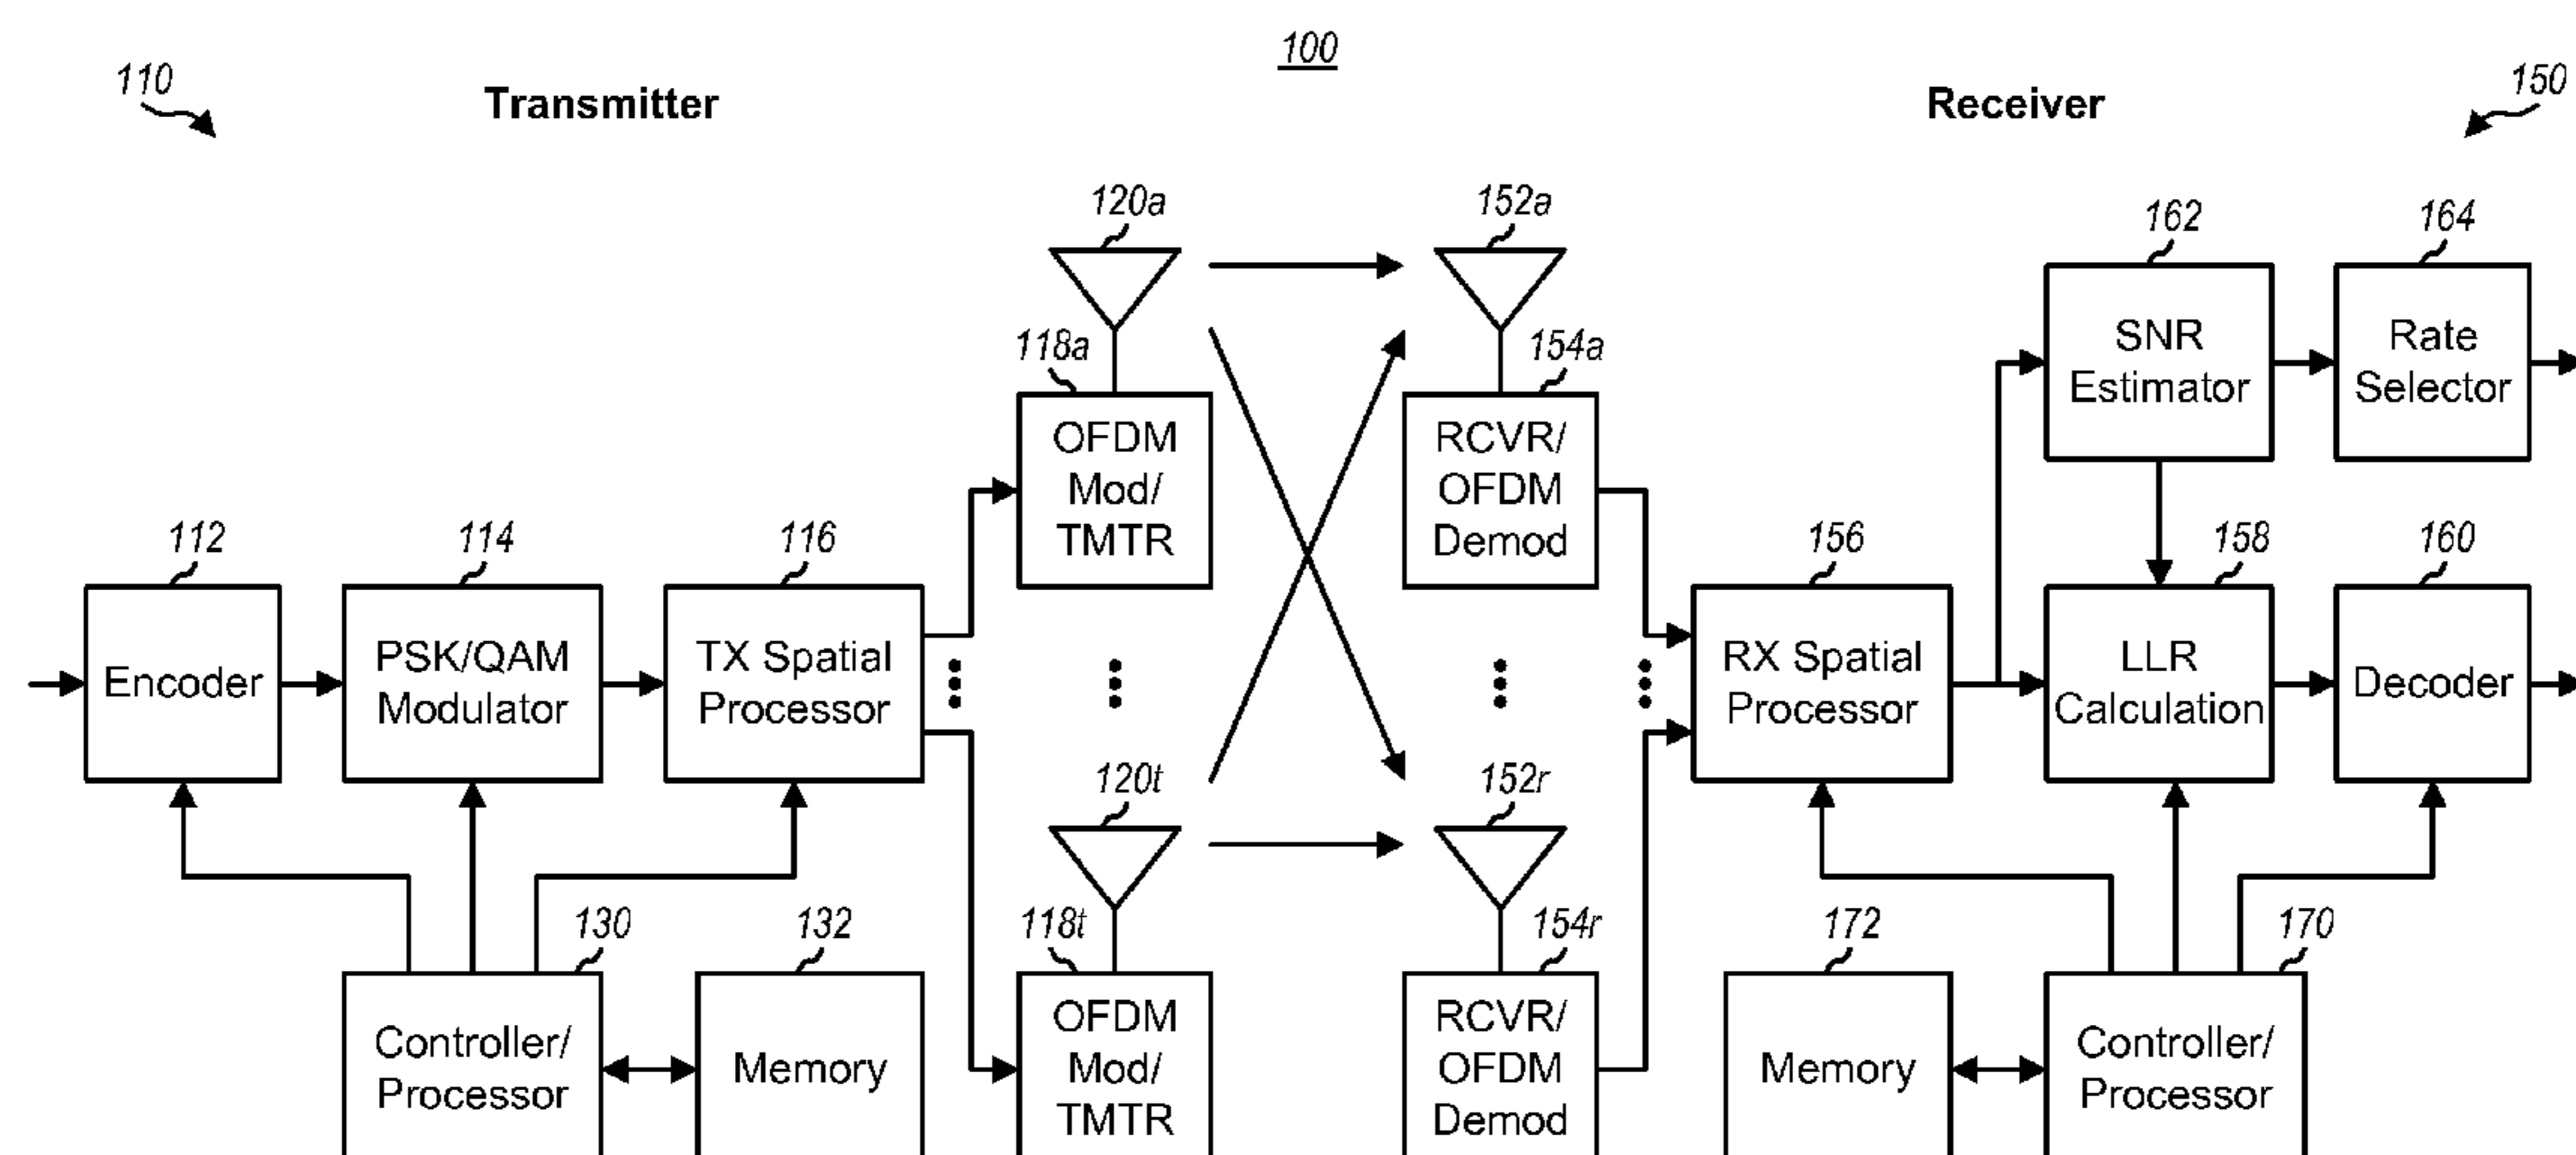 100
110
Transmitter
Receiver
150
120a
152a
162
164
118a
154a
SNR
Estimator
Rate
Selector
OFDM
Mod/
TMTR
RCVR/
OFDM
Demod
112
114
116
156
158
160
Encoder
PSK/QAM
Modulator
TX Spatial
Processor
RX Spatial
Processor
LLR
Calculation
Decoder
120t
152r
130
132
118t
154r
172
170
Controller/
Processor
Memory
OFDM
Mod/
TMTR
RCVR/
OFDM
Demod
Memory
Controller/
Processor